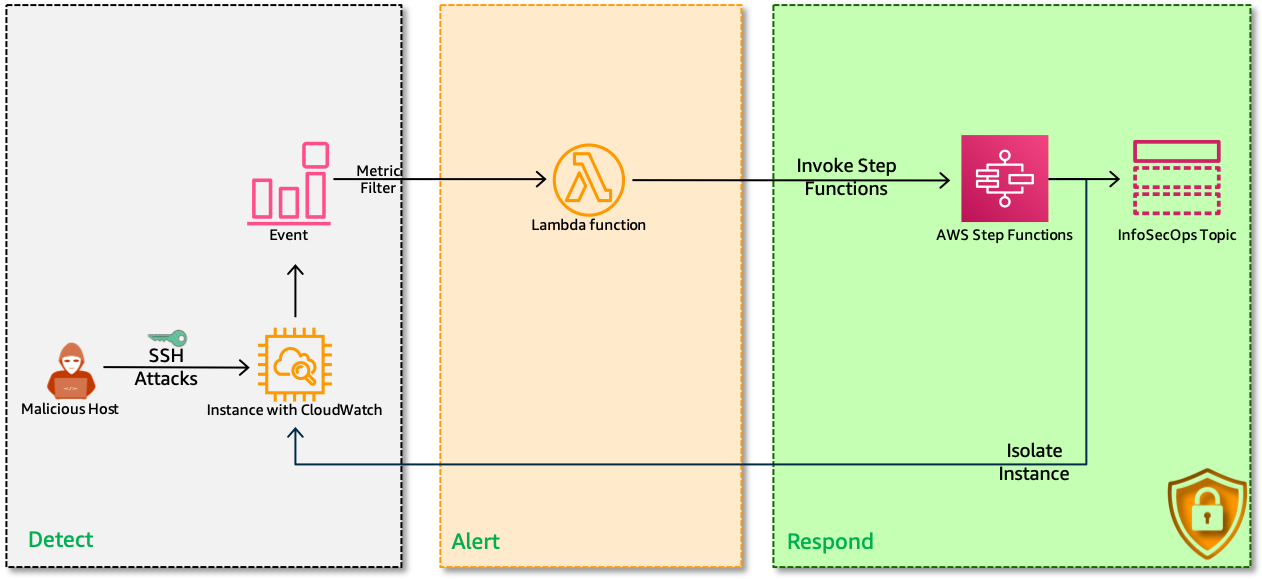 Metric
Filter
Event
SSH
Attacks
Malicious Host
Instance with CloudWatch
Detect
Lambda function
Alert
Invoke Step
Functions
AWS Step Functions
InfoSecOps Topic
Isolate
Instance
Respond